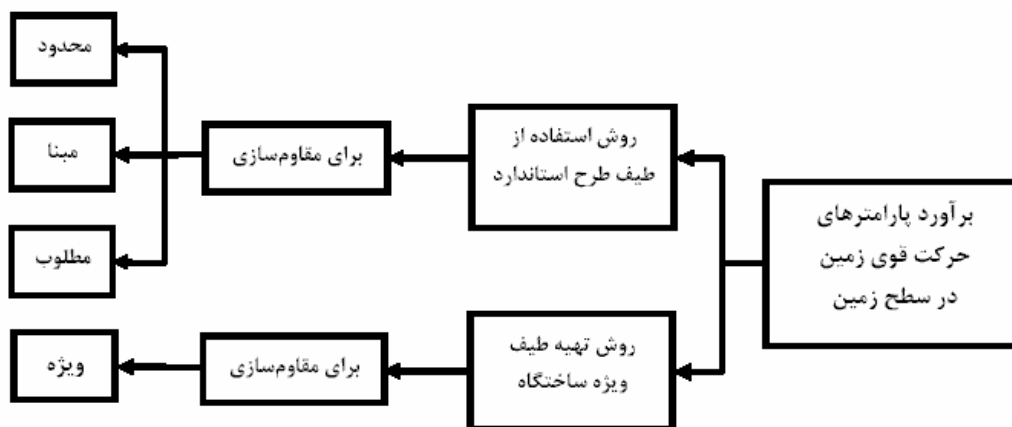 برآورد پارامترهای
حرکت قوی زمین
در سطح زمین
روش استفاده از
طیف طرح استاندارد
برای مقاوم‌سازی
محدود
مبنا
مطلوب
روش تهیه طیف
ویژه ساختگاه
برای مقاوم‌سازی
ویژه